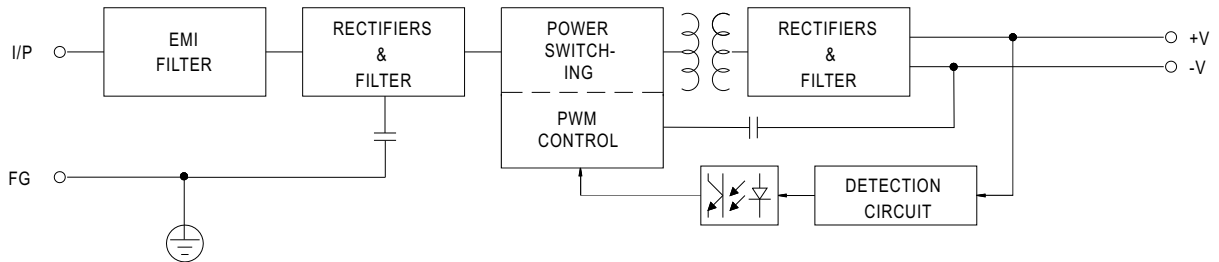 I/P
EMI
FILTER
RECTIFIERS
&
FILTER
POWER
SWITCH-
ING
PWM
CONTROL
RECTIFIERS
&
FILTER
+V
-V
FG
DETECTION
CIRCUIT